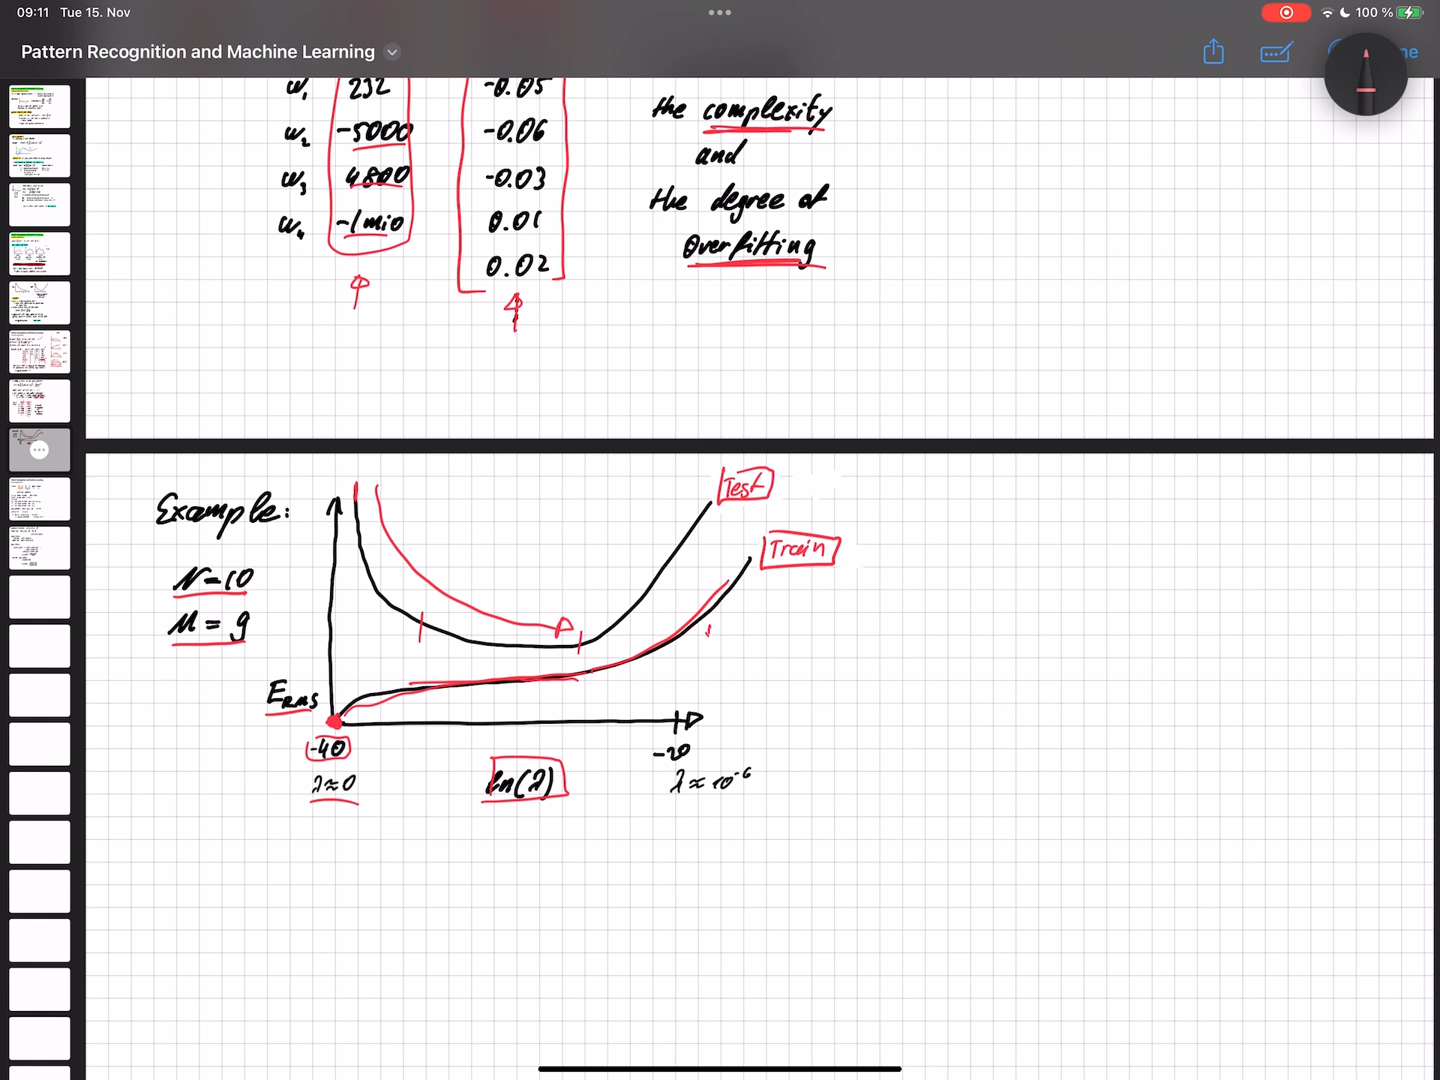 09:11 Tue 15. Nov
100 %
Pattern Recognition and Machine Learning
w₁ 232 -0.05
w₂ -5000 -0.06
w₃ 4800 -0.03
w₄ -1mio 0.01
0.02
the complexity
and
the degree of
Overfitting
Example:
N=10
M=9
Test
Train
E_RMS
-40
λ≈0
ln(λ)
-20
λ≈10⁻⁶